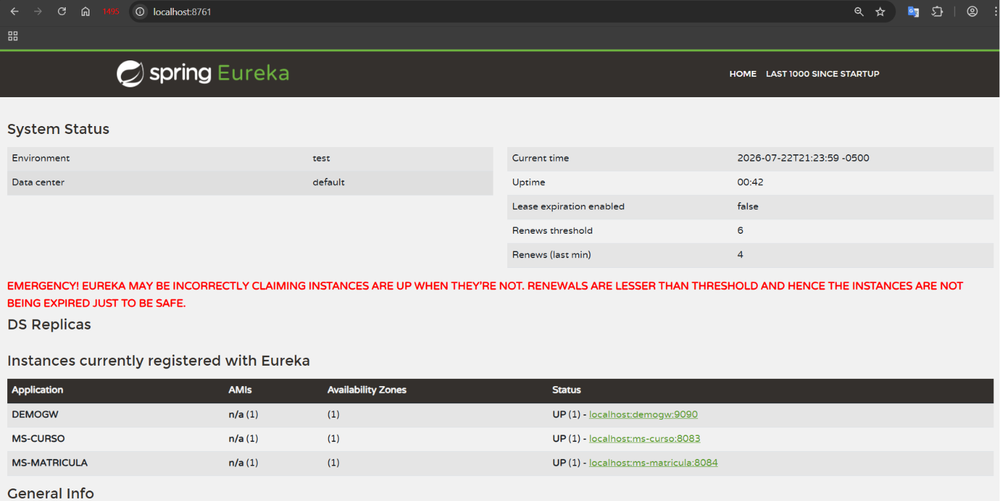 1495
localhost:8761
spring Eureka
HOME LAST 1000 SINCE STARTUP
System Status
Environment test
Data center default
Current time 2026-07-22T21:23:59 -0500
Uptime 00:42
Lease expiration enabled false
Renews threshold 6
Renews (last min) 4
EMERGENCY! EUREKA MAY BE INCORRECTLY CLAIMING INSTANCES ARE UP WHEN THEY'RE NOT. RENEWALS ARE LESSER THAN THRESHOLD AND HENCE THE INSTANCES ARE NOT
BEING EXPIRED JUST TO BE SAFE.
DS Replicas
Instances currently registered with Eureka
Application AMIs Availability Zones Status
DEMOGW n/a (1) (1) UP (1) - localhost:demogw:9090
MS-CURSO n/a (1) (1) UP (1) - localhost:ms-curso:8083
MS-MATRICULA n/a (1) (1) UP (1) - localhost:ms-matricula:8084
General Info